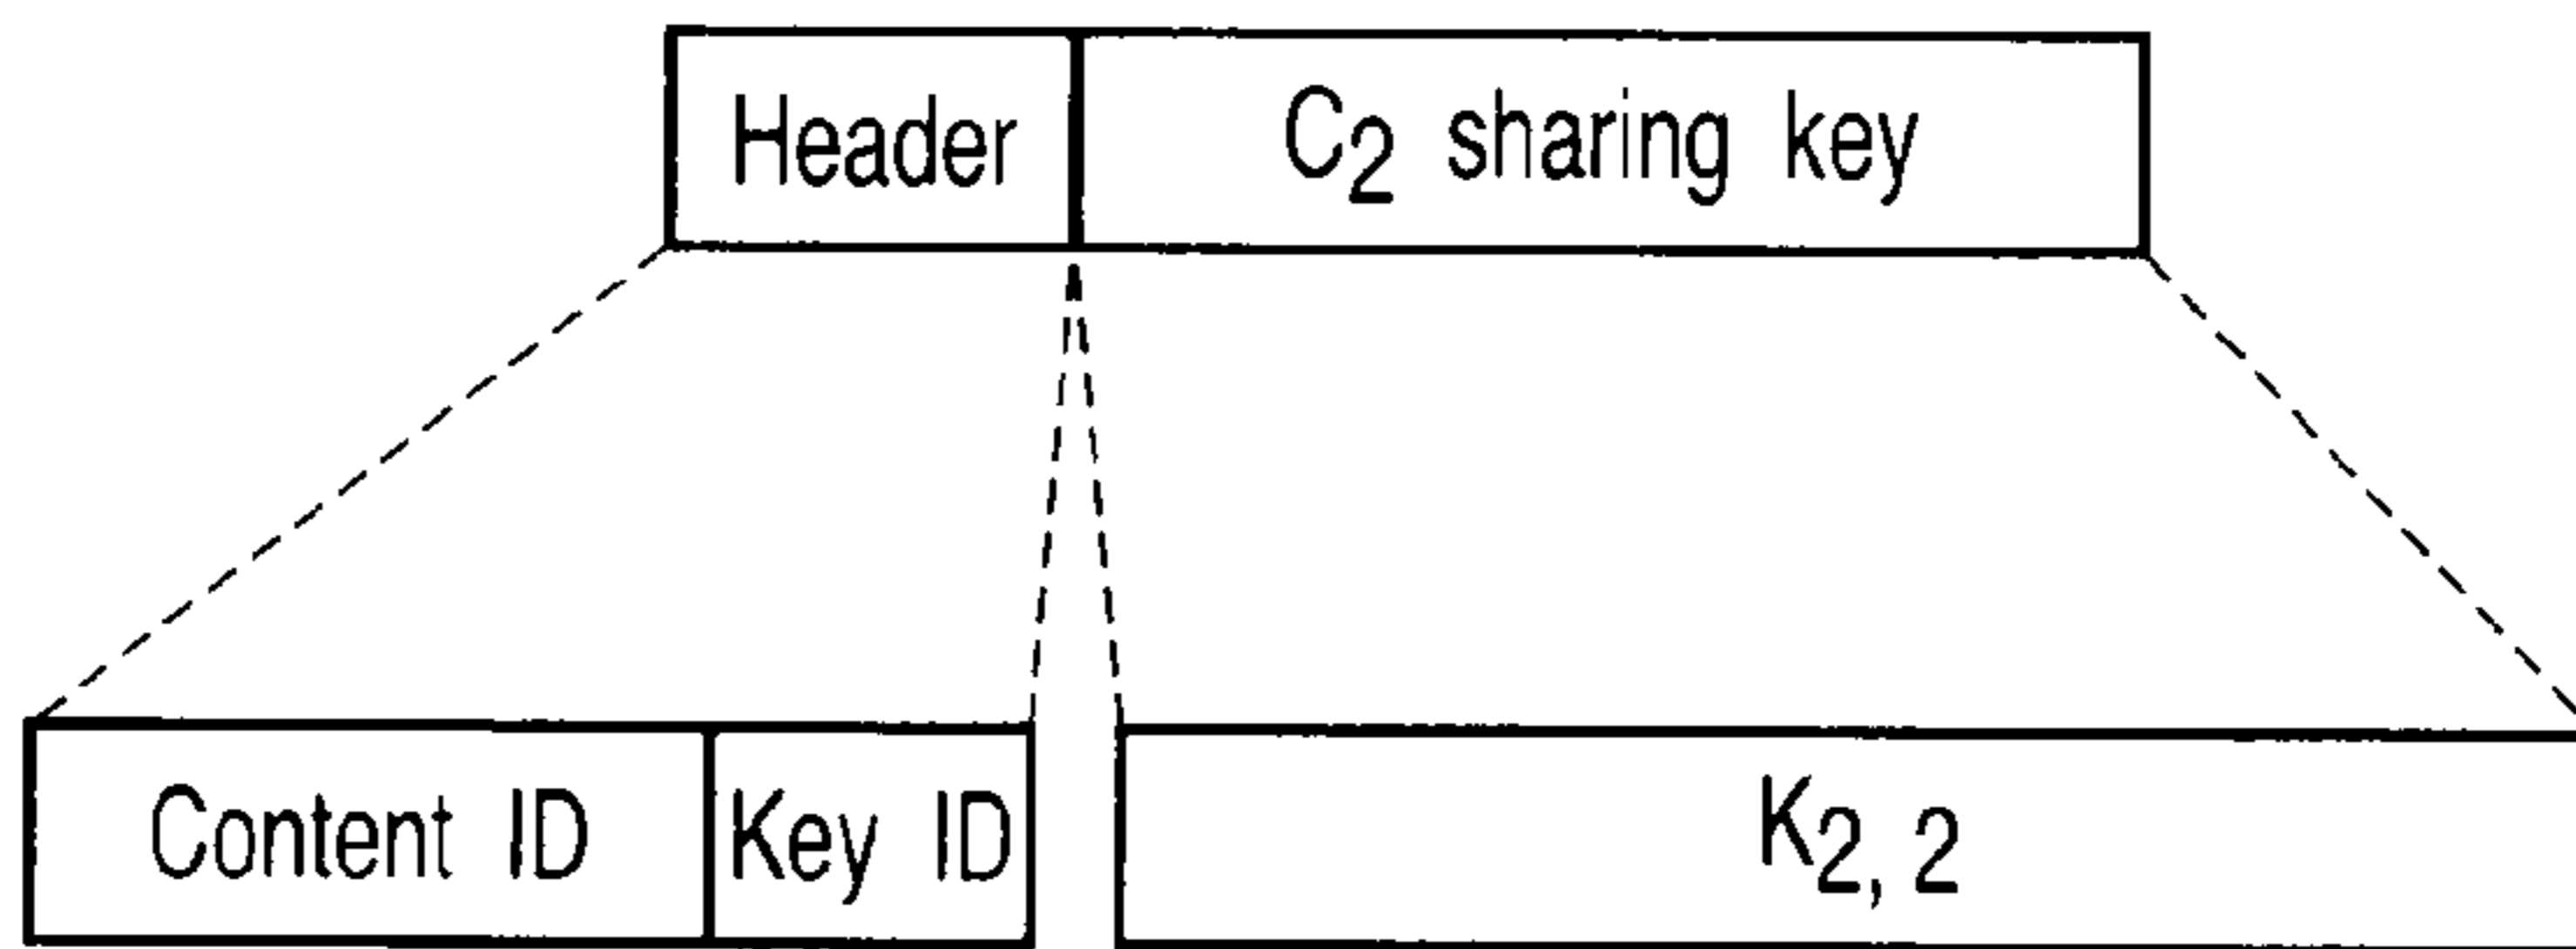 Header C₂ sharing key
Content ID Key ID K₂,₂